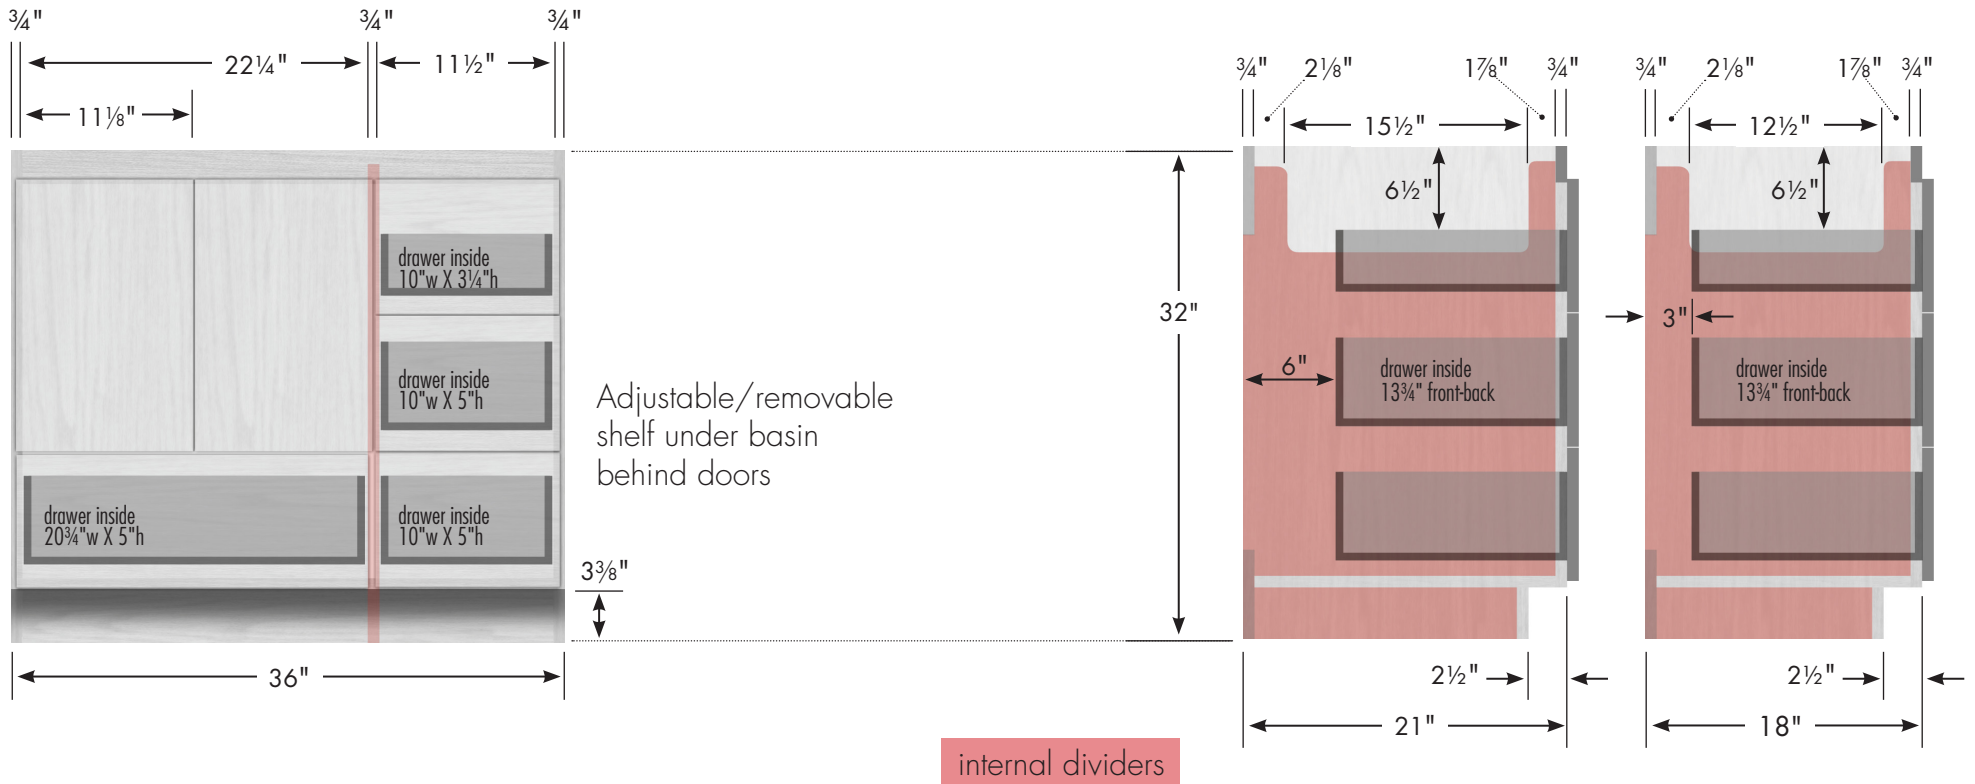 ¾" ¾" ¾"
22¼" 11½"
11⅛"
¾" 2⅛" 1⅞" ¾" ¾" 2⅛" 1⅞" ¾"
15½" 12½"
6½" 6½"
drawer inside
10"w X 3¼"h
32"
3"
drawer inside
10"w X 5"h
6"
drawer inside
13¾" front-back
drawer inside
13¾" front-back
Adjustable/removable
shelf under basin
behind doors
drawer inside
20¾"w X 5"h
drawer inside
10"w X 5"h
3⅜"
36"
2½" 2½"
21" 18"
internal dividers